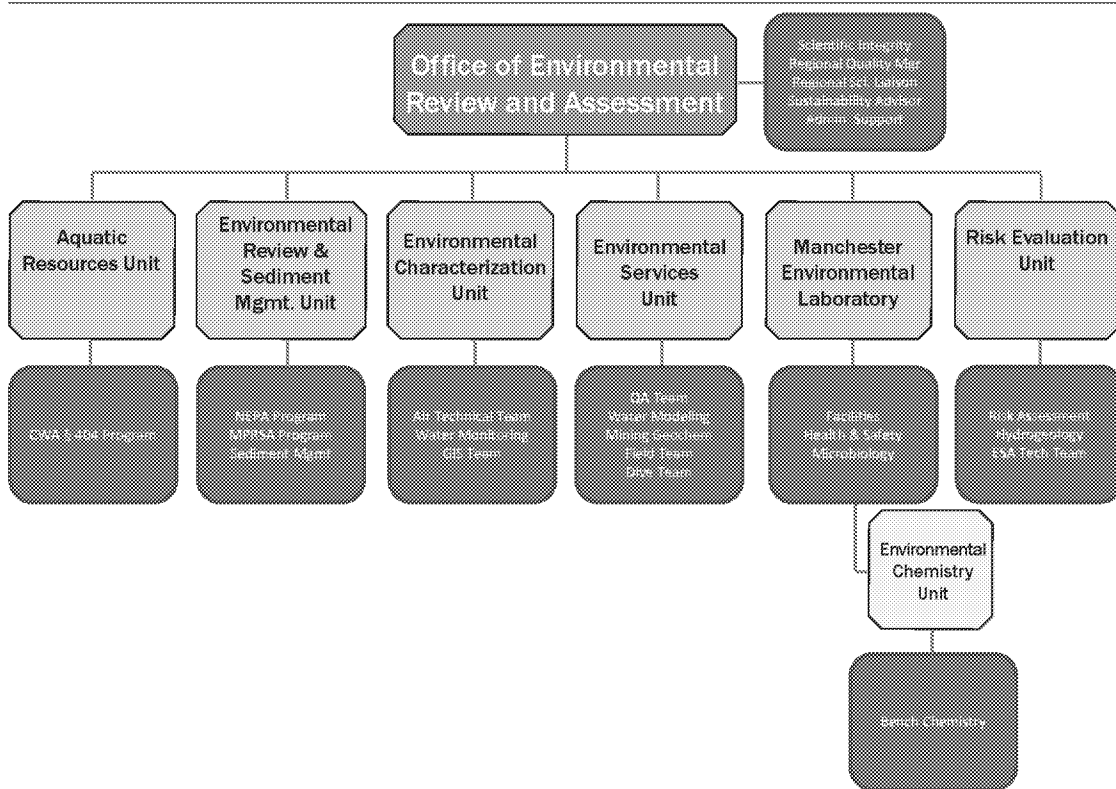 Office of Environmental
Review and Assessment
Scientific Integrity
Regional Quality Mgr
Regional Sci. Liaison
Sustainability Advisor
Admin. Support
Aquatic
Resources Unit
Environmental
Review &
Sediment
Mgmt. Unit
Environmental
Characterization
Unit
Environmental
Services
Unit
Manchester
Environmental
Laboratory
Risk Evaluation
Unit
CWA § 404 Program
NEPA Program
MPRSA Program
Sediment Mgmt
Air Technical Team
Water Monitoring
GIS Team
QA Team
Water Modeling
Mining Geochem
Field Team
Dive Team
Facilities
Health & Safety
Microbiology
Risk Assessment
Hydrogeology
ESA Tech Team
Environmental
Chemistry
Unit
Bench Chemistry